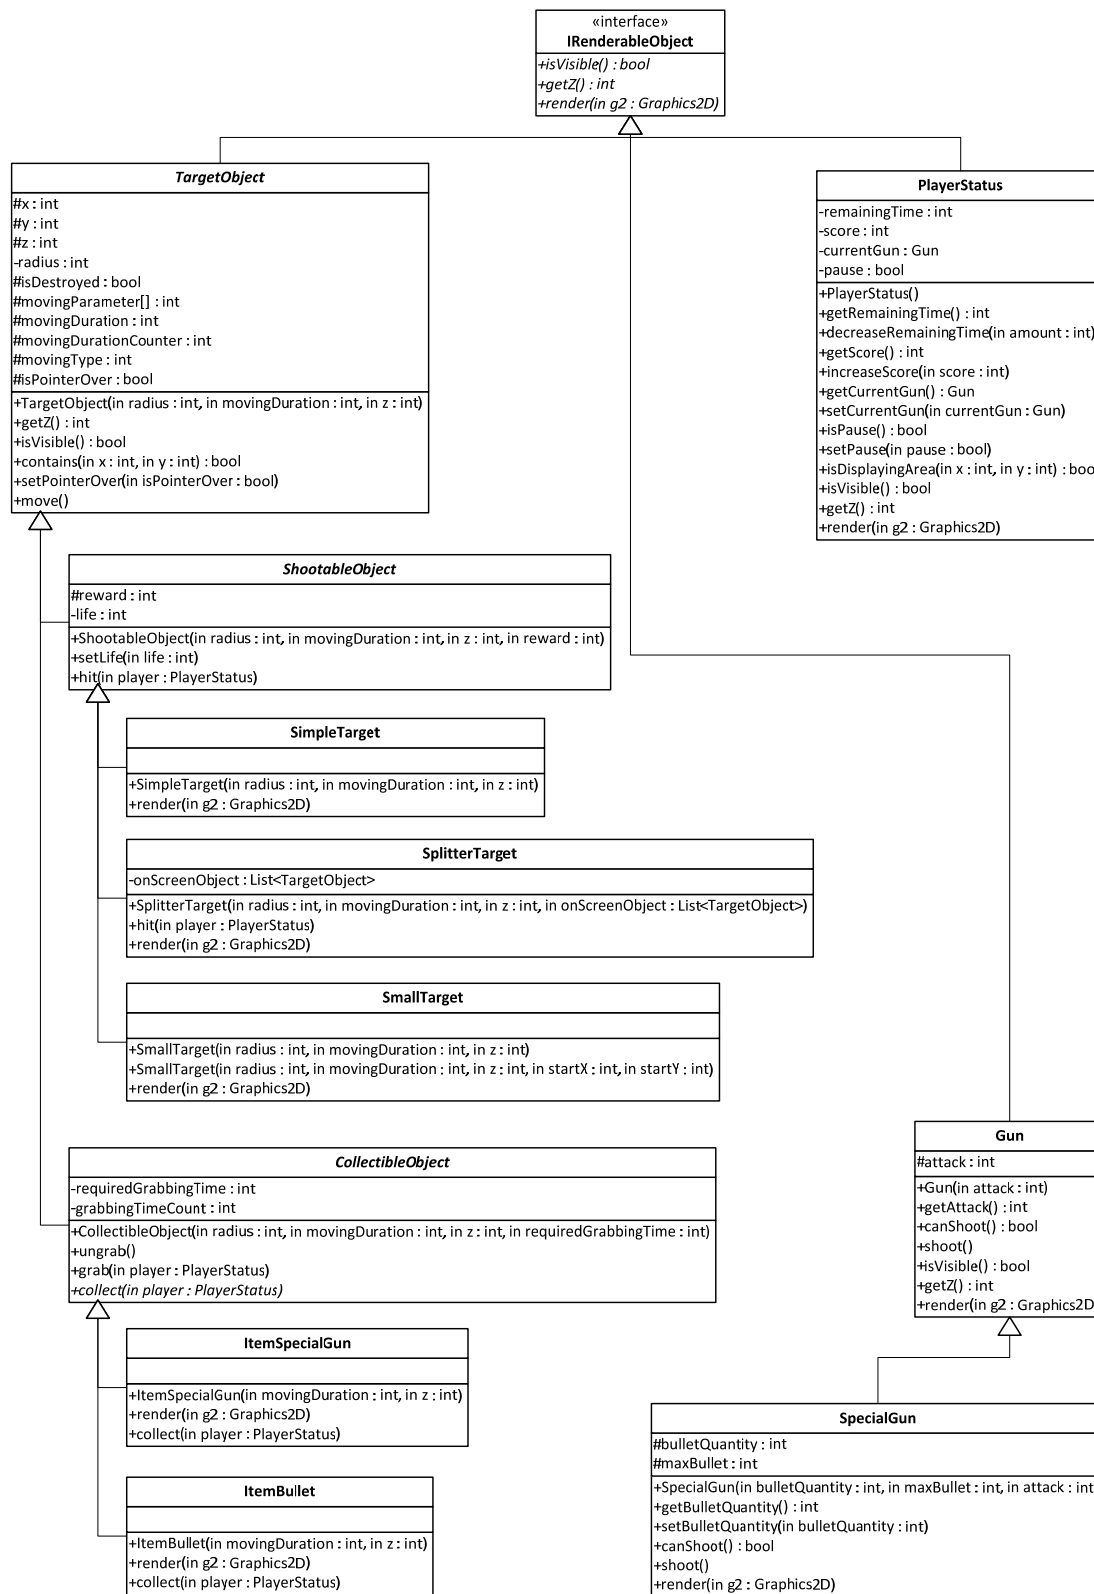 «interface»
IRenderableObject
+isVisible() : bool
+getZ() : int
+render(in g2 : Graphics2D)
TargetObject
#x : int
#y : int
#z : int
-radius : int
#isDestroyed : bool
#movingParameter[] : int
#movingDuration : int
#movingDurationCounter : int
#movingType : int
#isPointerOver : bool
+TargetObject(in radius : int, in movingDuration : int, in z : int)
+getZ() : int
+isVisible() : bool
+contains(in x : int, in y : int) : bool
+setPointerOver(in isPointerOver : bool)
+move()
PlayerStatus
-remainingTime : int
-score : int
-currentGun : Gun
-pause : bool
+PlayerStatus()
+getRemainingTime() : int
+decreaseRemainingTime(in amount : int)
+getScore() : int
+increaseScore(in score : int)
+getCurrentGun() : Gun
+setCurrentGun(in currentGun : Gun)
+isPause() : bool
+setPause(in pause : bool)
+isDisplayingArea(in x : int, in y : int) : boo
+isVisible() : bool
+getZ() : int
+render(in g2 : Graphics2D)
ShootableObject
#reward : int
-life : int
+ShootableObject(in radius : int, in movingDuration : int, in z : int, in reward : int)
+setLife(in life : int)
+hit(in player : PlayerStatus)
SimpleTarget
+SimpleTarget(in radius : int, in movingDuration : int, in z : int)
+render(in g2 : Graphics2D)
SplitterTarget
-onScreenObject : List<TargetObject>
+SplitterTarget(in radius : int, in movingDuration : int, in z : int, in onScreenObject : List<TargetObject>)
+hit(in player : PlayerStatus)
+render(in g2 : Graphics2D)
SmallTarget
+SmallTarget(in radius : int, in movingDuration : int, in z : int)
+SmallTarget(in radius : int, in movingDuration : int, in z : int, in startX : int, in startY : int)
+render(in g2 : Graphics2D)
CollectibleObject
-requiredGrabbingTime : int
-grabbingTimeCount : int
+CollectibleObject(in radius : int, in movingDuration : int, in z : int, in requiredGrabbingTime : int)
+ungrab()
+grab(in player : PlayerStatus)
+collect(in player : PlayerStatus)
ItemSpecialGun
+ItemSpecialGun(in movingDuration : int, in z : int)
+render(in g2 : Graphics2D)
+collect(in player : PlayerStatus)
ItemBullet
+ItemBullet(in movingDuration : int, in z : int)
+render(in g2 : Graphics2D)
+collect(in player : PlayerStatus)
Gun
#attack : int
+Gun(in attack : int)
+getAttack() : int
+canShoot() : bool
+shoot()
+isVisible() : bool
+getZ() : int
+render(in g2 : Graphics2D
SpecialGun
#bulletQuantity : int
#maxBullet : int
+SpecialGun(in bulletQuantity : int, in maxBullet : int, in attack : int
+getBulletQuantity() : int
+setBulletQuantity(in bulletQuantity : int)
+canShoot() : bool
+shoot()
+render(in g2 : Graphics2D)